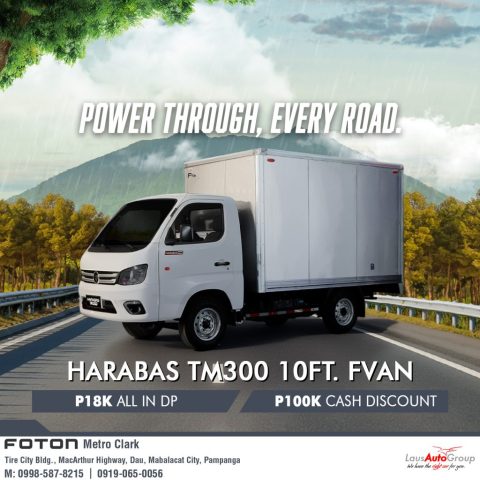 POWER THROUGH, EVERY ROAD.
HARABAS TM300 10FT. FVAN
P18K ALL IN DP
P100K CASH DISCOUNT
FOTON Metro Clark
Tire City Bldg., MacArthur Highway, Dau, Mabalacat City, Pampanga
M: 0998-587-8215 | 0919-065-0056
LausAutoGroup
We have the right car for you.